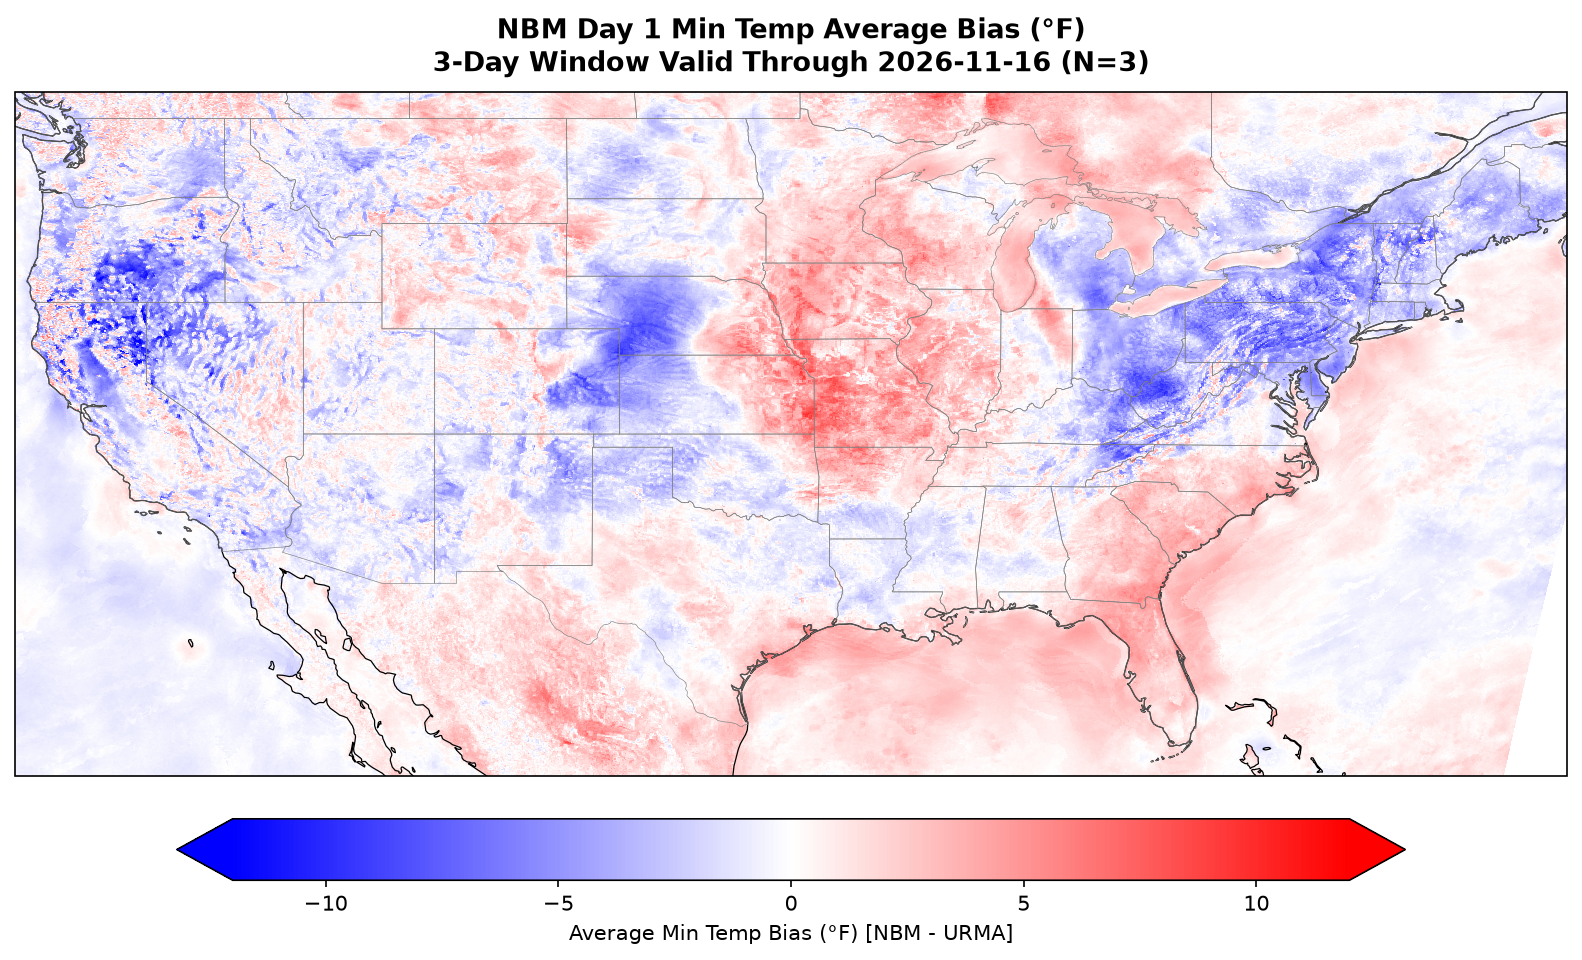 NBM Day 1 Min Temp Average Bias (°F)
3-Day Window Valid Through 2026-11-16 (N=3)
−10 −5 0 5 10
Average Min Temp Bias (°F) [NBM - URMA]